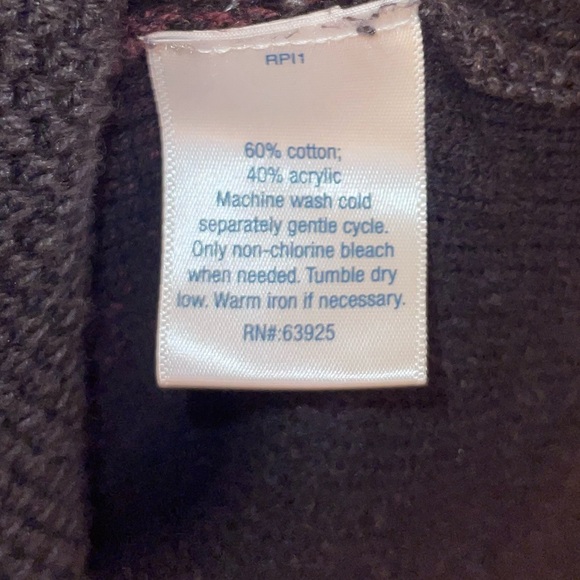 RPI1
60% cotton;
40% acrylic
Machine wash cold
separately gentle cycle.
Only non-chlorine bleach
when needed. Tumble dry
low. Warm iron if necessary.
RN#:63925